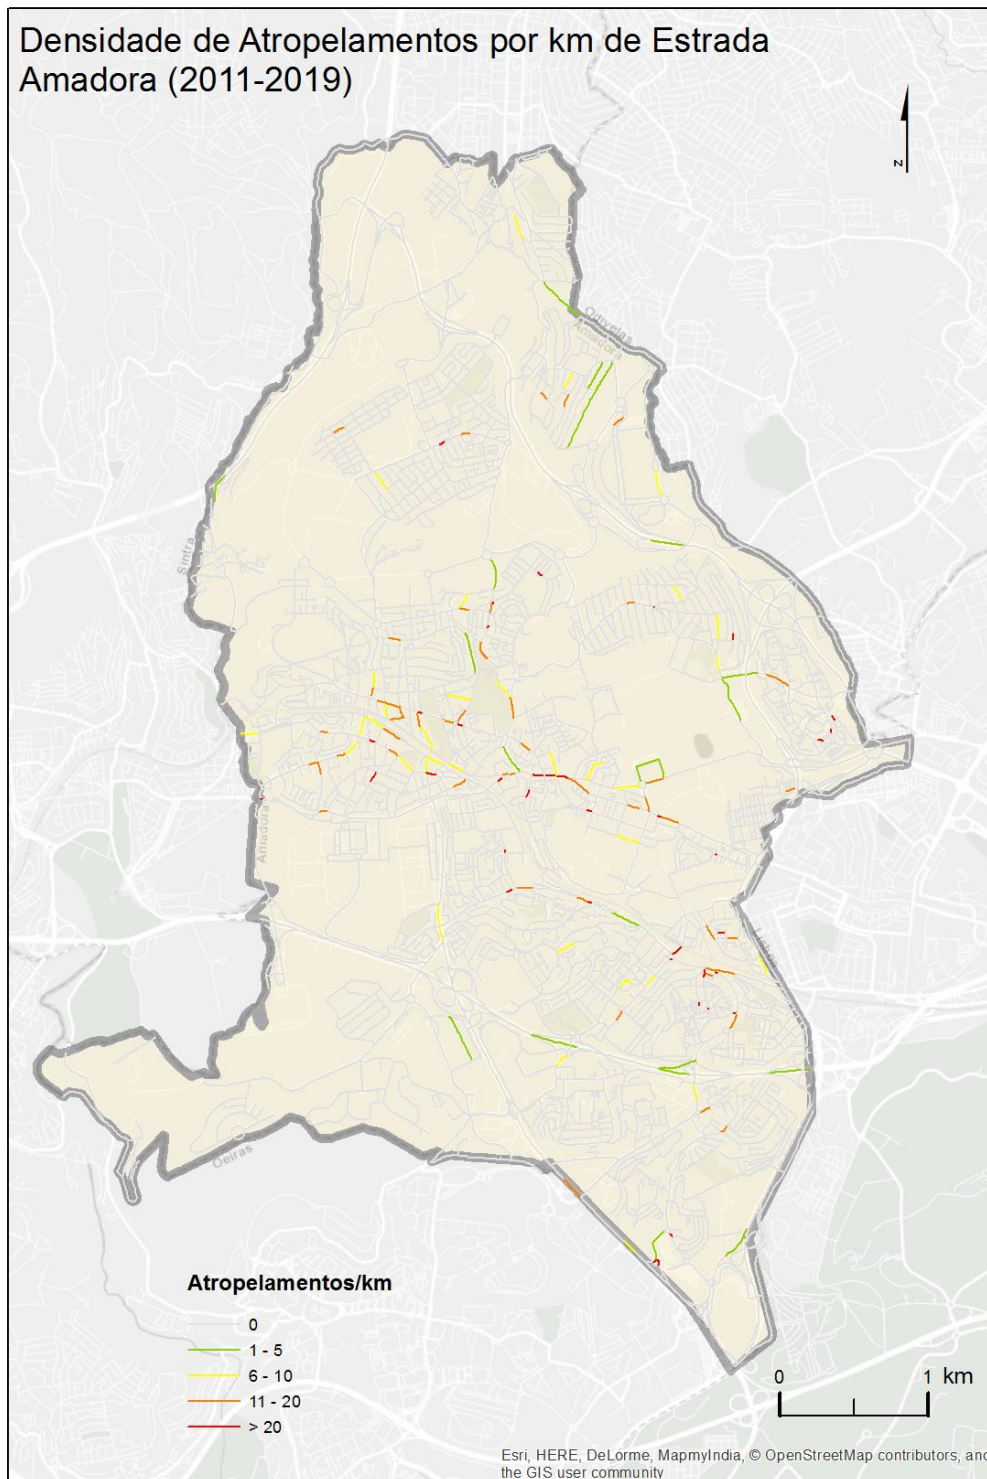 Densidade de Atropelamentos por km de Estrada
Amadora (2011-2019)
N
Odivelas
Amadora
Sintra
Amadora
Lisboa
Oeiras
Atropelamentos/km
0
1 - 5
6 - 10
11 - 20
> 20
0 1 km
Esri, HERE, DeLorme, MapmyIndia, © OpenStreetMap contributors, and
the GIS user community